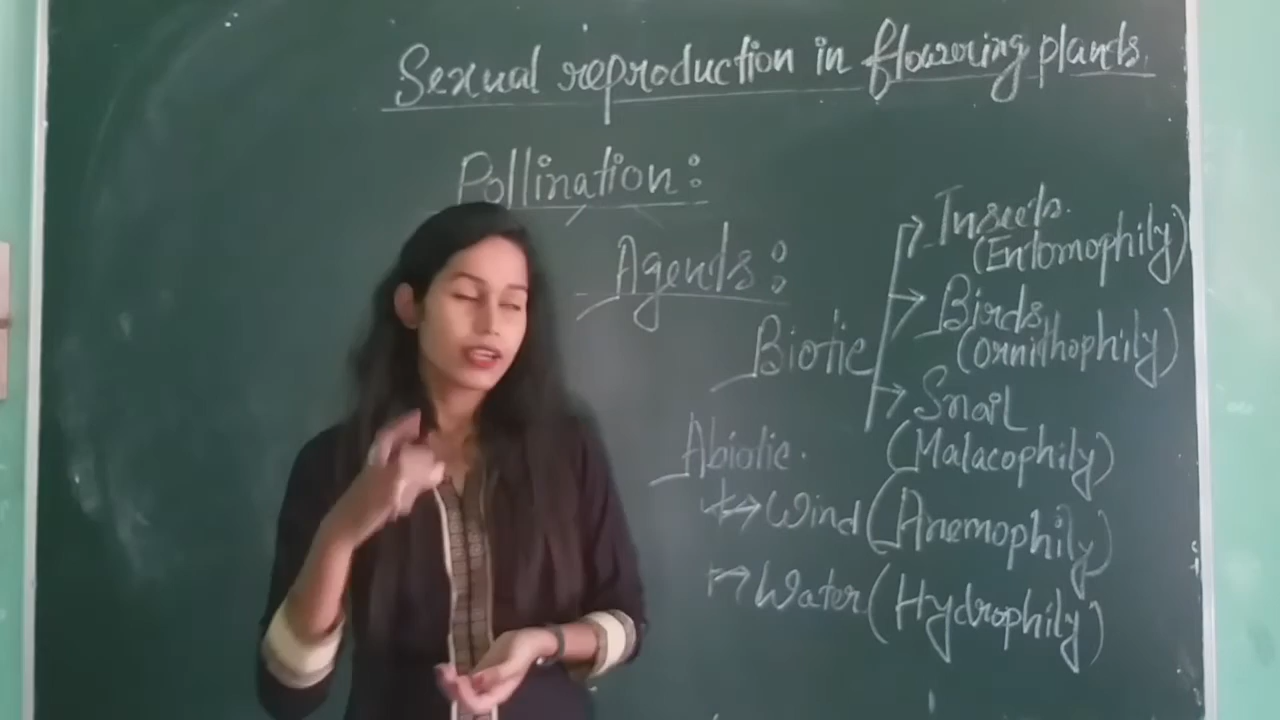 Sexual reproduction in flowering plants.
Pollination:
Agents:
Biotic
Insects.
(Entomophily)
Birds
(Ornithophily)
Snail
(Malacophily)
Abiotic.
Wind (Anemophily)
Water (Hydrophily)